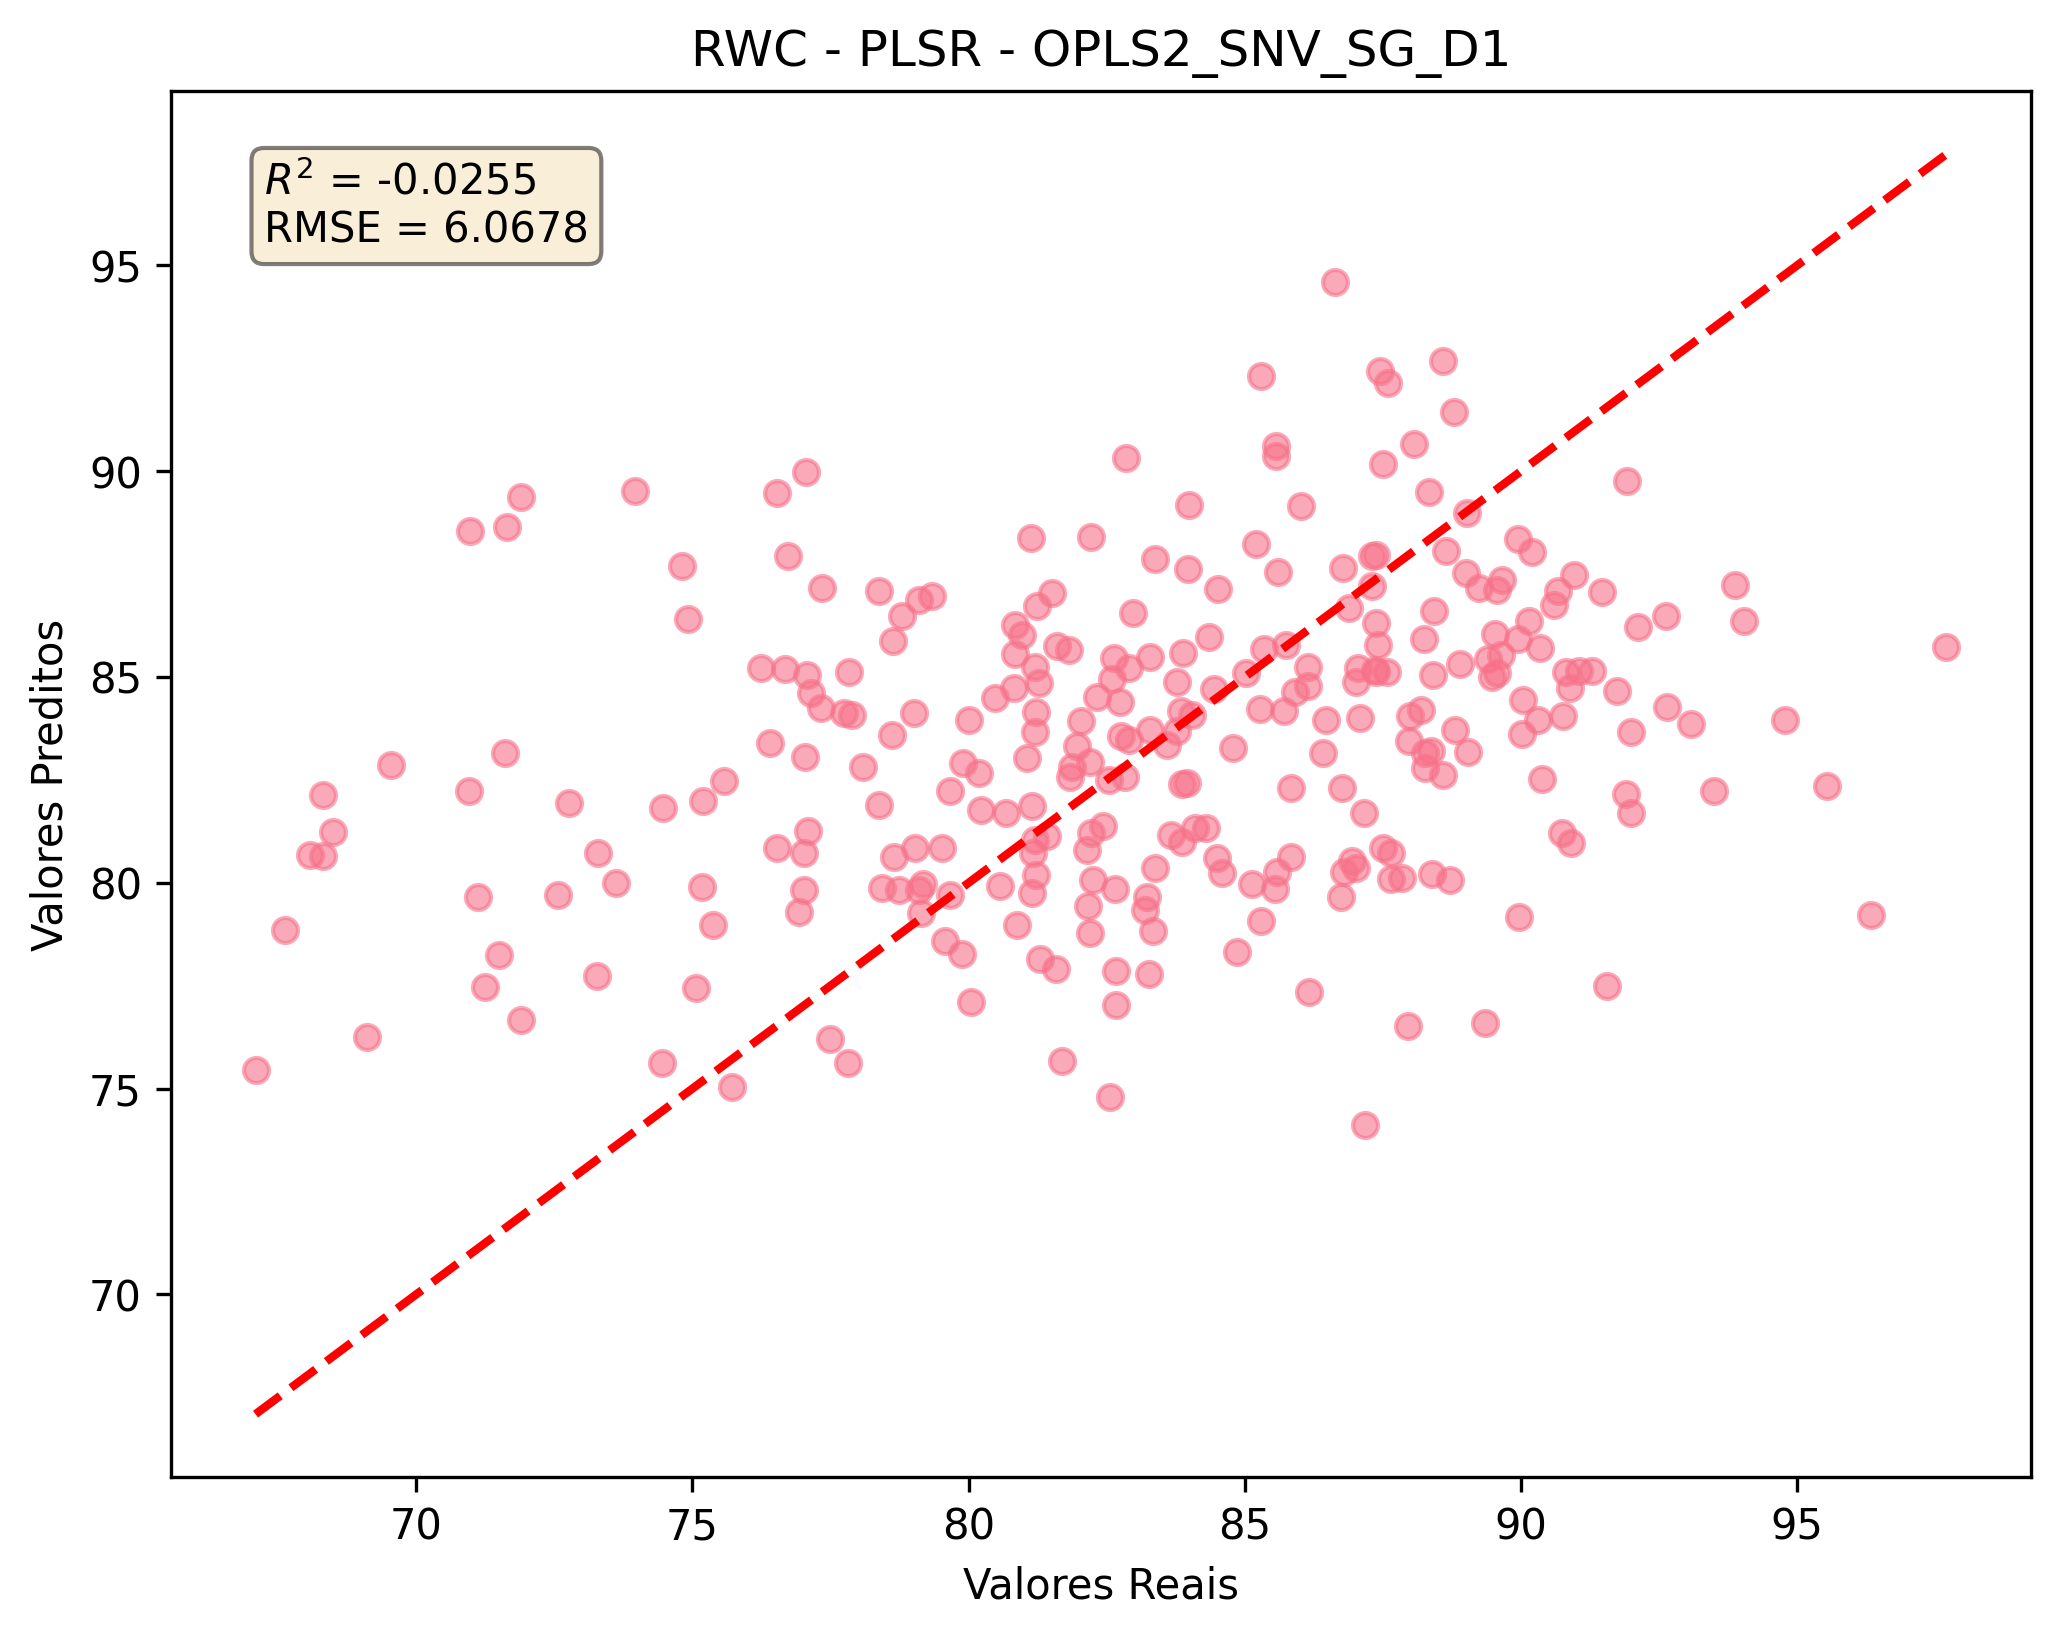 RWC - PLSR - OPLS2_SNV_SG_D1
R² = -0.0255
RMSE = 6.0678
Valores Preditos
95
90
85
80
75
70
70 75 80 85 90 95
Valores Reais